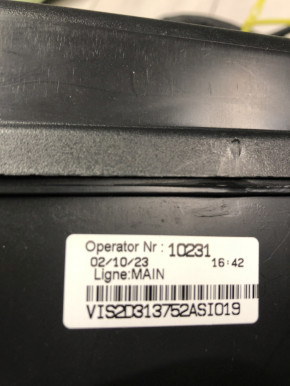 Operator Nr : 10231
02/10/23 16:42
Ligne:MAIN
VIS2D313752ASI019